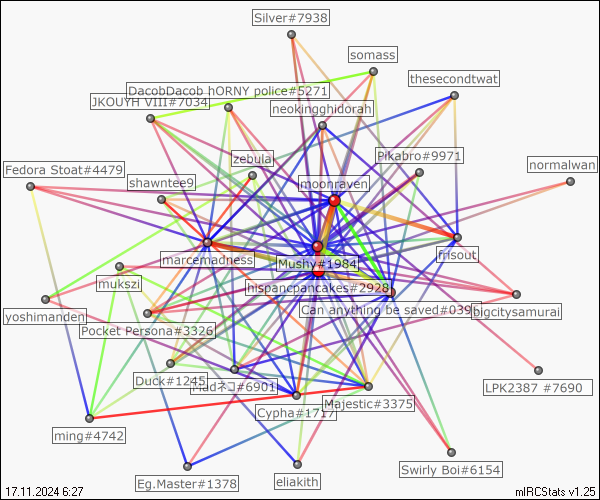 Silver#7938
somass
thesecondtwat
DacobDacob hORNY police#5271
JKOUYH VIII#7034
neokingghidorah
zebula
Pikabro#9971
normalwan
Fedora Stoat#4479
shawntee9
moonraven
marcemadness
frisout
Mushy#1984
mukszi
hispancpancakes#2928
yoshimanden
Can anything be saved#039
bigcitysamurai
Pocket Persona#3326
Duck#1245
Madネコ#6901
LPK2387 #7690
Cypha#1717
Majestic#3375
ming#4742
Swirly Boi#6154
Eg.Master#1378
eliakith
17.11.2024 6:27
mIRCStats v1.25